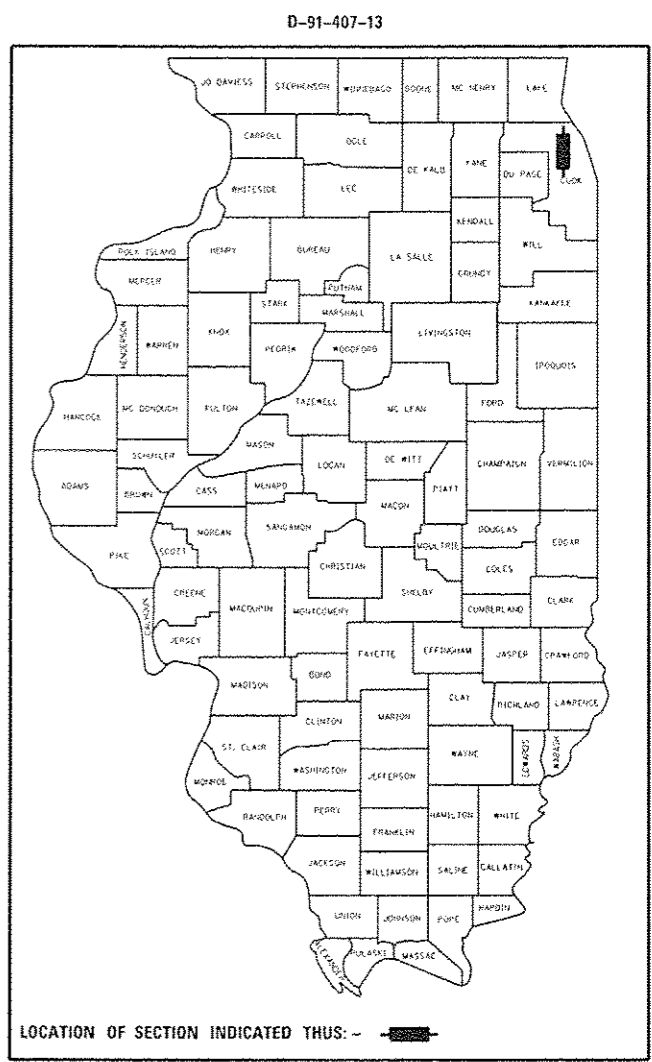 D-91-407-13
JO DAVIESS STEPHENSON WINNEBAGO BOONE MC HENRY LAKE
CARROLL OGLE DE KALB KANE DU PAGE COOK
WHITESIDE LEE
KENDALL WILL
ROCK ISLAND HENRY BUREAU LA SALLE GRUNDY
MERCER PUTNAM
STARK MARSHALL KANKAKEE
HENDERSON WARREN KNOX PEORIA WOODFORD LIVINGSTON
IROQUOIS
HANCOCK MC DONOUGH FULTON TAZEWELL MC LEAN FORD
MASON
SCHUYLER LOGAN DE WITT CHAMPAIGN VERMILION
ADAMS BROWN CASS MENARD PIATT
MACON
MORGAN SANGAMON DOUGLAS EDGAR
PIKE SCOTT CHRISTIAN MOULTRIE
COLES
GREENE MACOUPIN MONTGOMERY SHELBY CLARK
CALHOUN CUMBERLAND
JERSEY
FAYETTE EFFINGHAM JASPER CRAWFORD
MADISON BOND
CLAY RICHLAND LAWRENCE
CLINTON MARION
ST. CLAIR WAYNE EDWARDS WABASH
WASHINGTON JEFFERSON
MONROE
RANDOLPH PERRY HAMILTON WHITE
FRANKLIN
JACKSON WILLIAMSON SALINE GALLATIN
UNION JOHNSON POPE HARDIN
ALEXANDER PULASKI MASSAC
LOCATION OF SECTION INDICATED THUS: -